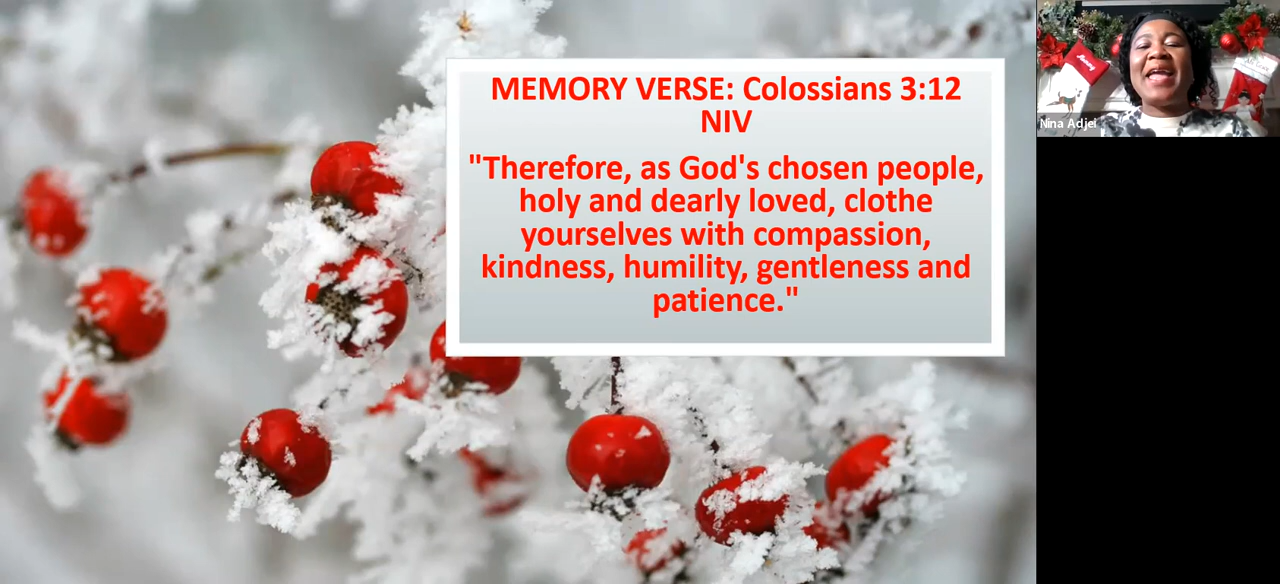 MEMORY VERSE: Colossians 3:12
NIV
"Therefore, as God's chosen people,
holy and dearly loved, clothe
yourselves with compassion,
kindness, humility, gentleness and
patience."
Nina Adjei